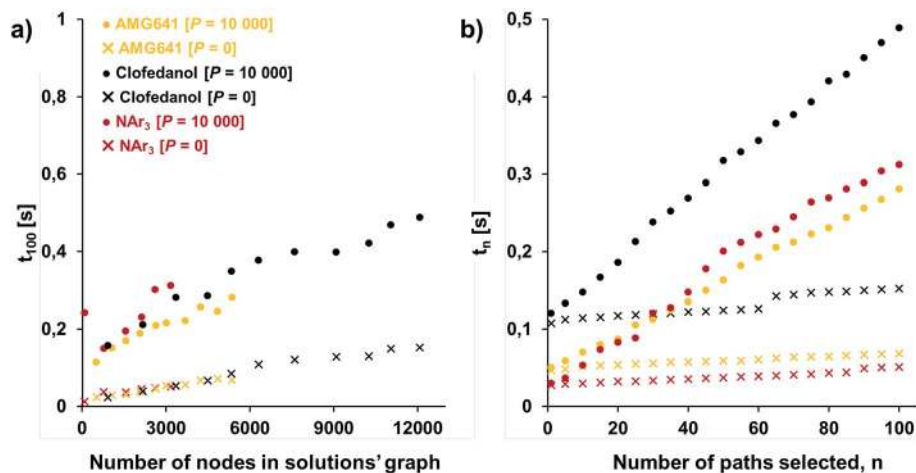 a)
t100 [s]
1
0,8
0,6
0,4
0,2
0
AMG641 [P = 10 000]
AMG641 [P = 0]
Clofedanol [P = 10 000]
Clofedanol [P = 0]
NAr3 [P = 10 000]
NAr3 [P = 0]
0 3000 6000 9000 12000
Number of nodes in solutions' graph
b)
tn [s]
0,5
0,4
0,3
0,2
0,1
0
0 20 40 60 80 100
Number of paths selected, n